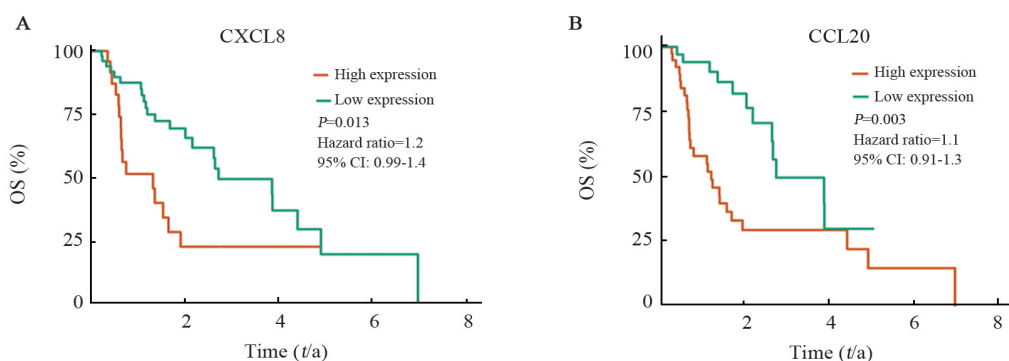 A
CXCL8
100
75
50
25
0
OS (%)
2 4 6 8
Time (t/a)
High expression
Low expression
P=0.013
Hazard ratio=1.2
95% CI: 0.99-1.4
B
CCL20
100
75
50
25
0
OS (%)
2 4 6 8
Time (t/a)
High expression
Low expression
P=0.003
Hazard ratio=1.1
95% CI: 0.91-1.3